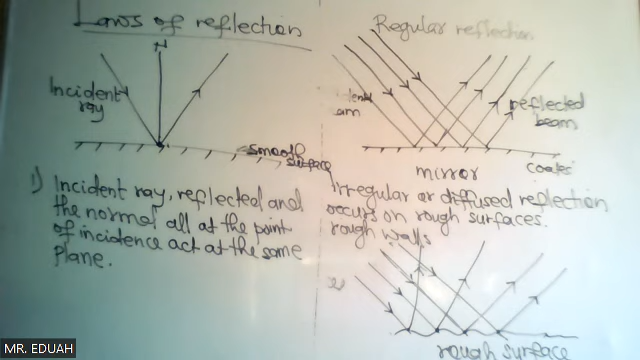 Laws of reflection
N
Incident
ray
smooth
surface
1) Incident ray, reflected and
the normal all at the point
of incidence act at the same
Plane.
Regular reflection
reflected
beam
mirror
Irregular or diffused reflection
occurs on rough surfaces.
rough walls
rough surface
MR. EDUAH